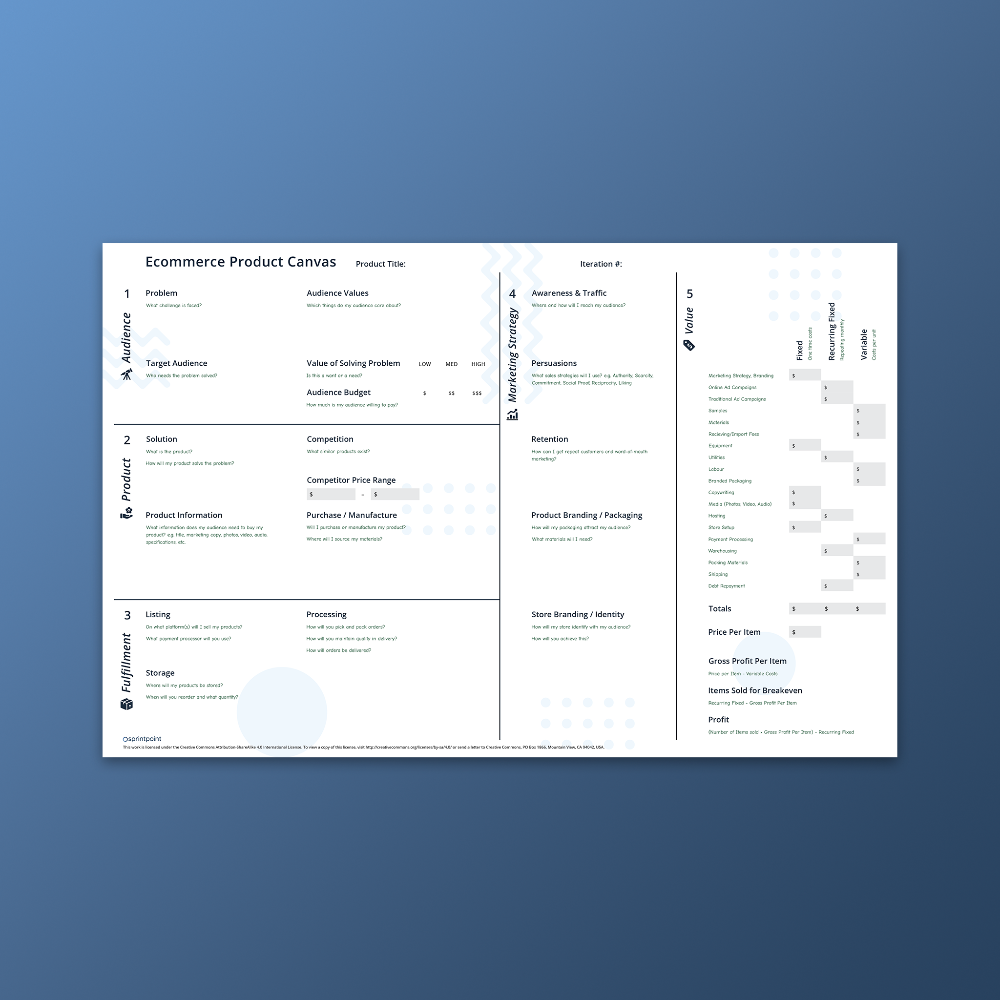 Ecommerce Product Canvas
Product Title:
Iteration #:
1
Audience
Problem
What challenge is faced?
Audience Values
Which things do my audience care about?
Target Audience
Who needs the problem solved?
Value of Solving Problem LOW MED HIGH
Is this a want or a need?
Audience Budget $ $$ $$$
How much is my audience willing to pay?
2
Product
Solution
What is the product?
How will my product solve the problem?
Competition
What similar products exist?
Competitor Price Range
$ – $
Product Information
What information does my audience need to buy my
product? e.g. title, marketing copy, photos, video, audio,
specifications, etc.
Purchase / Manufacture
Will I purchase or manufacture my product?
Where will I source my materials?
3
Fulfillment
Listing
On what platform(s) will I sell my products?
What payment processor will you use?
Processing
How will you pick and pack orders?
How will you maintain quality in delivery?
How will orders be delivered?
Storage
Where will my products be stored?
When will you reorder and what quantity?
4
Marketing Strategy
Awareness & Traffic
Where and how will I reach my audience?
Persuasions
What sales strategies will I use? e.g. Authority, Scarcity,
Commitment, Social Proof, Reciprocity, Liking
Retention
How can I get repeat customers and word-of-mouth
marketing?
Product Branding / Packaging
How will my packaging attract my audience?
What materials will I need?
Store Branding / Identity
How will my store identify with my audience?
How will you achieve this?
5
Value
Fixed
One time costs
Recurring Fixed
Repeating monthly
Variable
Costs per unit
Marketing Strategy, Branding $
Online Ad Campaigns $
Traditional Ad Campaigns $
Samples $
Materials $
Recieving/Import Fees $
Equipment $
Utilities $
Labour $
Branded Packaging $
Copywriting $
Media (Photos, Video, Audio) $
Hosting $
Store Setup $
Payment Processing $
Warehousing $
Packing Materials $
Shipping $
Debt Repayment $
Totals $ $ $
Price Per Item $
Gross Profit Per Item
Price per Item - Variable Costs
Items Sold for Breakeven
Recurring Fixed ÷ Gross Profit Per Item
Profit
(Number of Items sold × Gross Profit Per Item) - Recurring Fixed
sprintpoint
This work is licensed under the Creative Commons Attribution-ShareAlike 4.0 International License. To view a copy of this license, visit http://creativecommons.org/licenses/by-sa/4.0/ or send a letter to Creative Commons, PO Box 1866, Mountain View, CA 94042, USA.